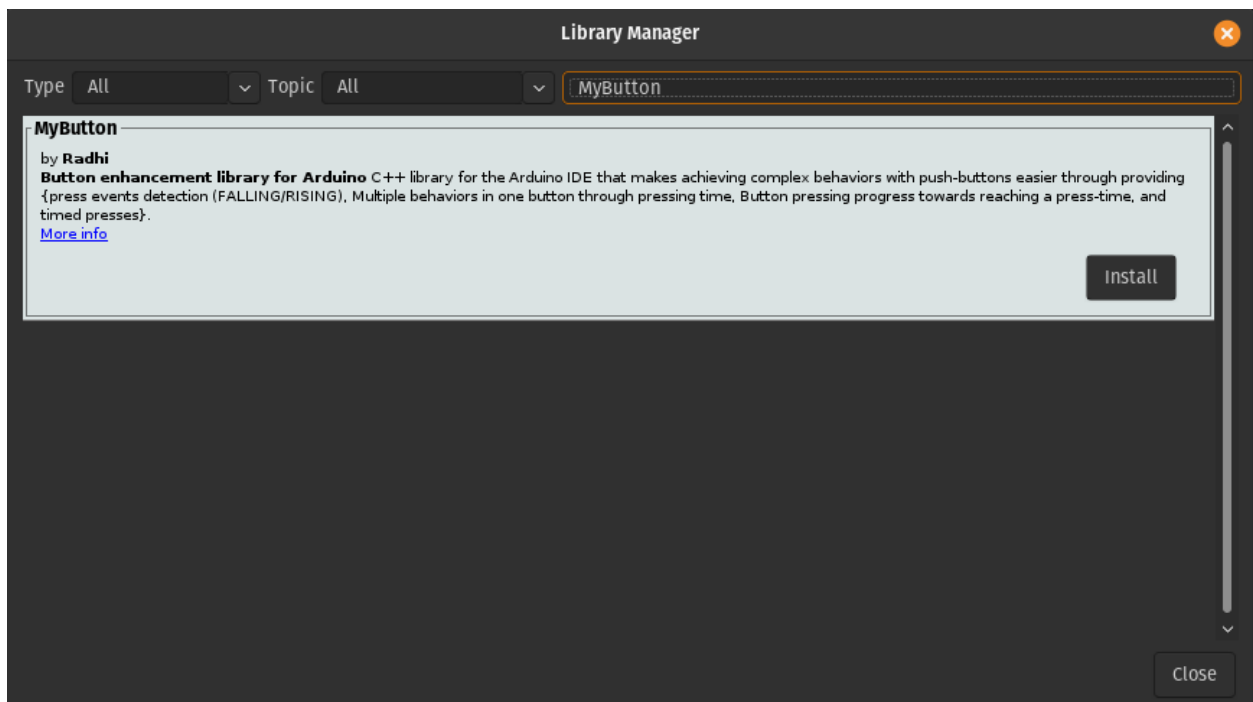 Library Manager
Type All Topic All MyButton
MyButton
by Radhi
Button enhancement library for Arduino C++ library for the Arduino IDE that makes achieving complex behaviors with push-buttons easier through providing
{press events detection (FALLING/RISING), Multiple behaviors in one button through pressing time, Button pressing progress towards reaching a press-time, and
timed presses}.
More info
Install
Close